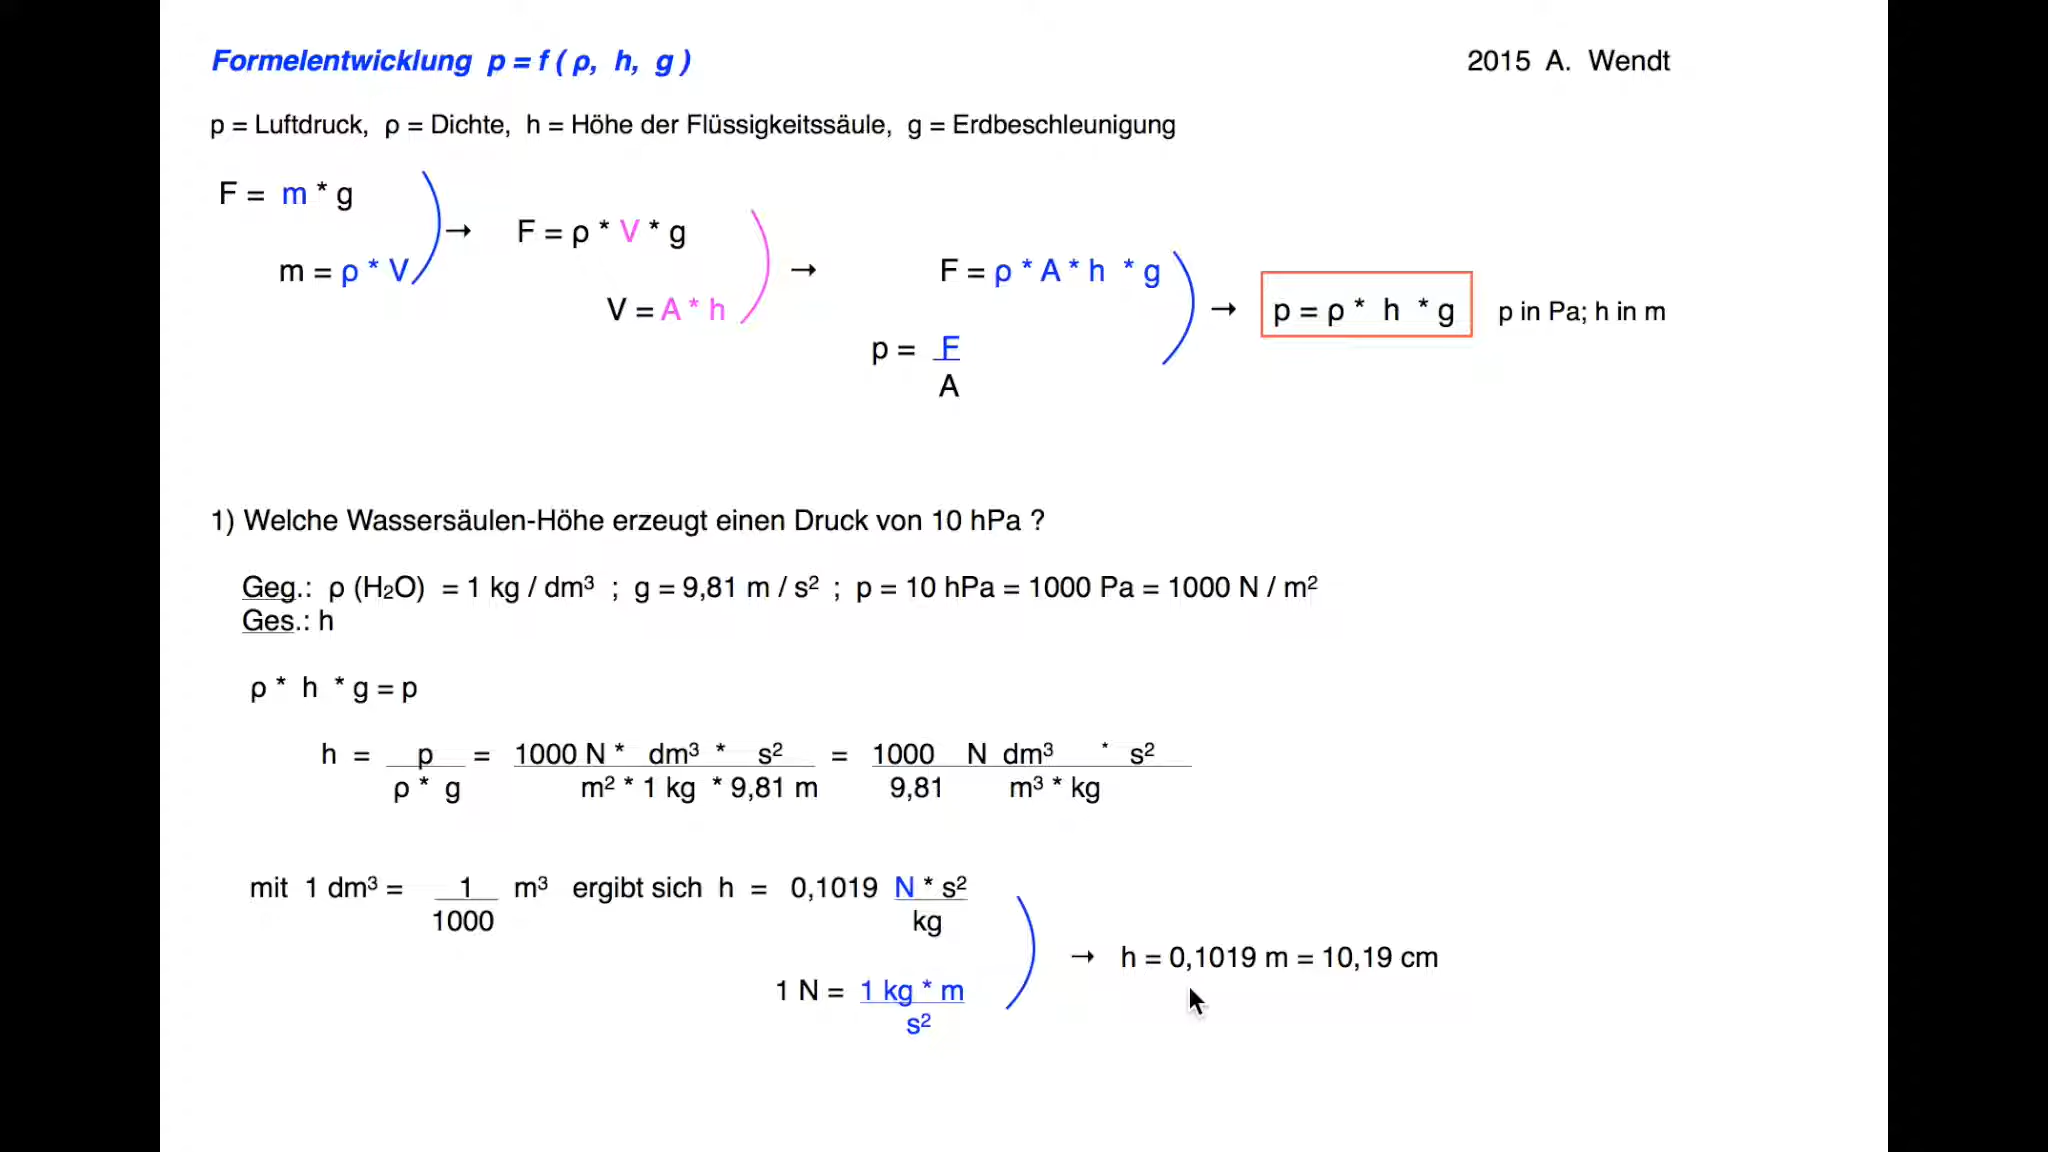 Formelentwicklung p = f ( ρ, h, g )
2015 A. Wendt
p = Luftdruck, ρ = Dichte, h = Höhe der Flüssigkeitssäule, g = Erdbeschleunigung
F = m * g
m = ρ * V
→
F = ρ * V * g
V = A * h
→
F = ρ * A * h * g
p = F
A
→
p = ρ * h * g
p in Pa; h in m
1) Welche Wassersäulen-Höhe erzeugt einen Druck von 10 hPa ?
Geg.: ρ (H₂O) = 1 kg / dm³ ; g = 9,81 m / s² ; p = 10 hPa = 1000 Pa = 1000 N / m²
Ges.: h
ρ * h * g = p
h = p = 1000 N * dm³ * s² = 1000 N dm³ * s²
ρ * g m² * 1 kg * 9,81 m 9,81 m³ * kg
mit 1 dm³ = 1 m³ ergibt sich h = 0,1019 N * s²
1000 kg
→ h = 0,1019 m = 10,19 cm
1 N = 1 kg * m
s²